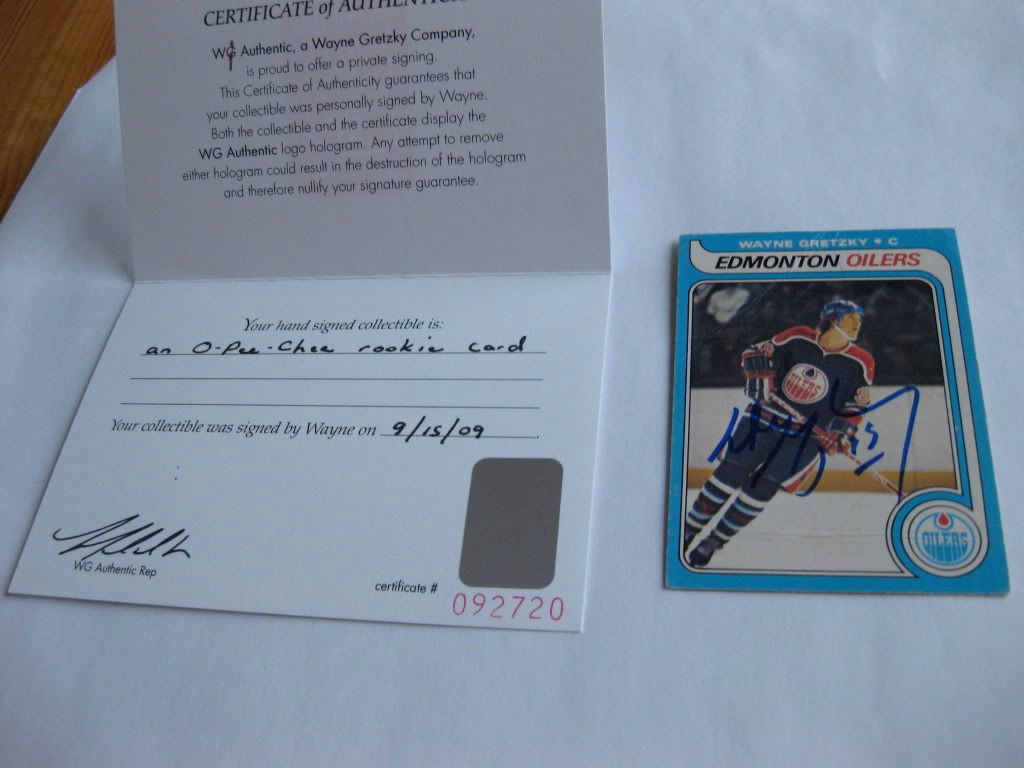 CERTIFICATE of AUTHENTIC
WG Authentic, a Wayne Gretzky Company,
is proud to offer a private signing.
This Certificate of Authenticity guarantees that
your collectible was personally signed by Wayne.
Both the collectible and the certificate display the
WG Authentic logo hologram. Any attempt to remove
either hologram could result in the destruction of the hologram
and therefore nullify your signature guarantee.
Your hand signed collectible is:
an O-Pee-Chee rookie card
Your collectible was signed by Wayne on 9/15/09.
WG Authentic Rep
certificate #
092720
WAYNE GRETZKY • C
EDMONTON OILERS
OILERS
OILERS